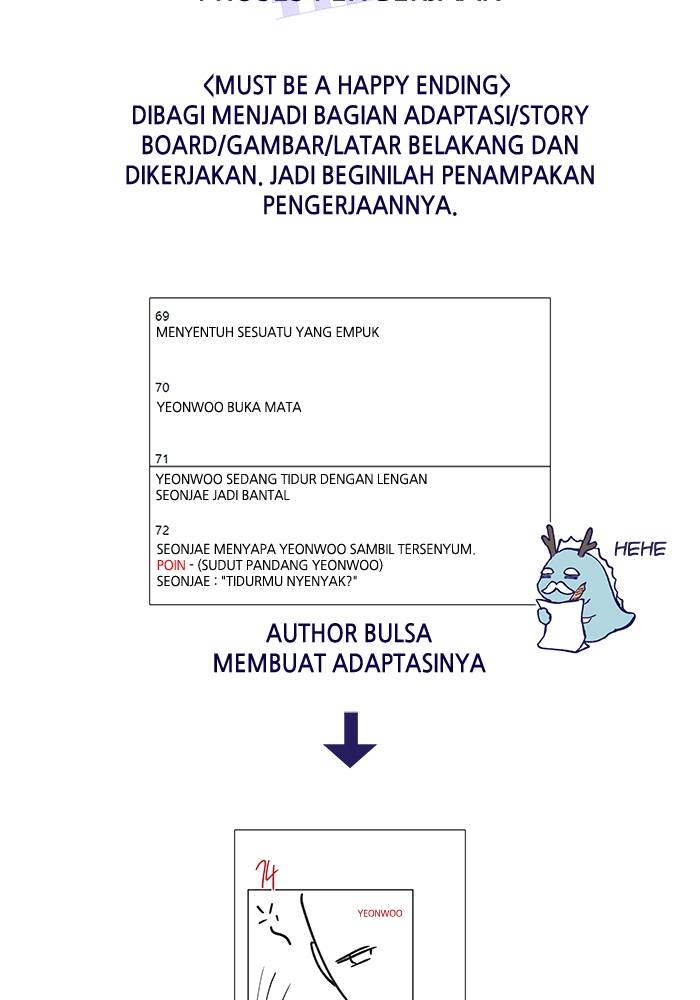 <MUST BE A HAPPY ENDING>
DIBAGI MENJADI BAGIAN ADAPTASI/STORY
BOARD/GAMBAR/LATAR BELAKANG DAN
DIKERJAKAN. JADI BEGINILAH PENAMPAKAN
PENGERJAANNYA.
69
MENYENTUH SESUATU YANG EMPUK
70
YEONWOO BUKA MATA
71
YEONWOO SEDANG TIDUR DENGAN LENGAN
SEONJAE JADI BANTAL
72
SEONJAE MENYAPA YEONWOO SAMBIL TERSENYUM.
POIN - (SUDUT PANDANG YEONWOO)
SEONJAE : "TIDURMU NYENYAK?"
HEHE
AUTHOR BULSA
MEMBUAT ADAPTASINYA
74
YEONWOO